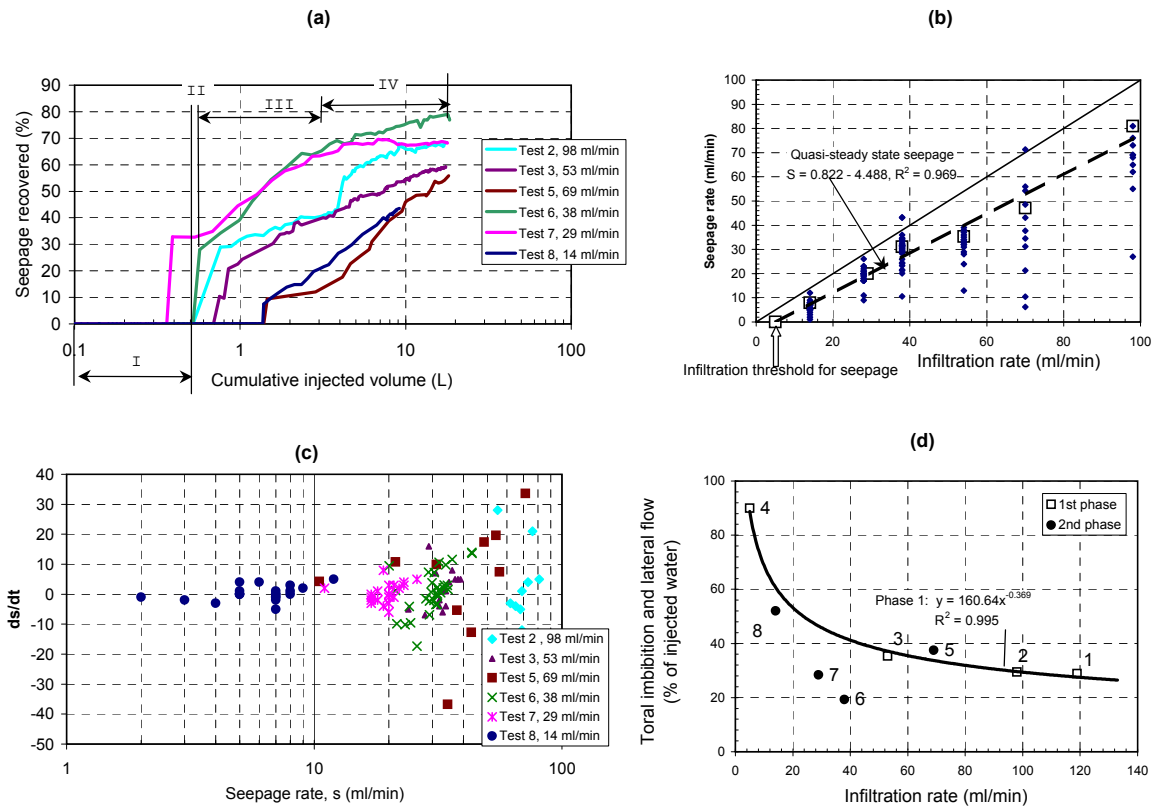 (a)
Seepage recovered (%)
90
80
70
60
50
40
30
20
10
0
0.1
1
10
100
I
II
III
IV
Cumulative injected volume (L)
Test 2, 98 ml/min
Test 3, 53 ml/min
Test 5, 69 ml/min
Test 6, 38 ml/min
Test 7, 29 ml/min
Test 8, 14 ml/min
(b)
Seepage rate (ml/min)
100
90
80
70
60
50
40
30
20
10
0
Quasi-steady state seepage
S = 0.822 - 4.488, R2 = 0.969
0
20
40
60
80
100
Infiltration rate (ml/min)
Infiltration threshold for seepage
(c)
ds/dt
40
30
20
10
0
-10
-20
-30
-40
-50
1
10
100
Seepage rate, s (ml/min)
Test 2, 98 ml/min
Test 3, 53 ml/min
Test 5, 69 ml/min
Test 6, 38 ml/min
Test 7, 29 ml/min
Test 8, 14 ml/min
(d)
Toral imbibition and lateral flow
(% of injected water)
100
80
60
40
20
0
1st phase
2nd phase
4
8
7
6
3
5
2
1
Phase 1: y = 160.64x-0.369
R2 = 0.995
0
20
40
60
80
100
120
140
Infiltration rate (ml/min)